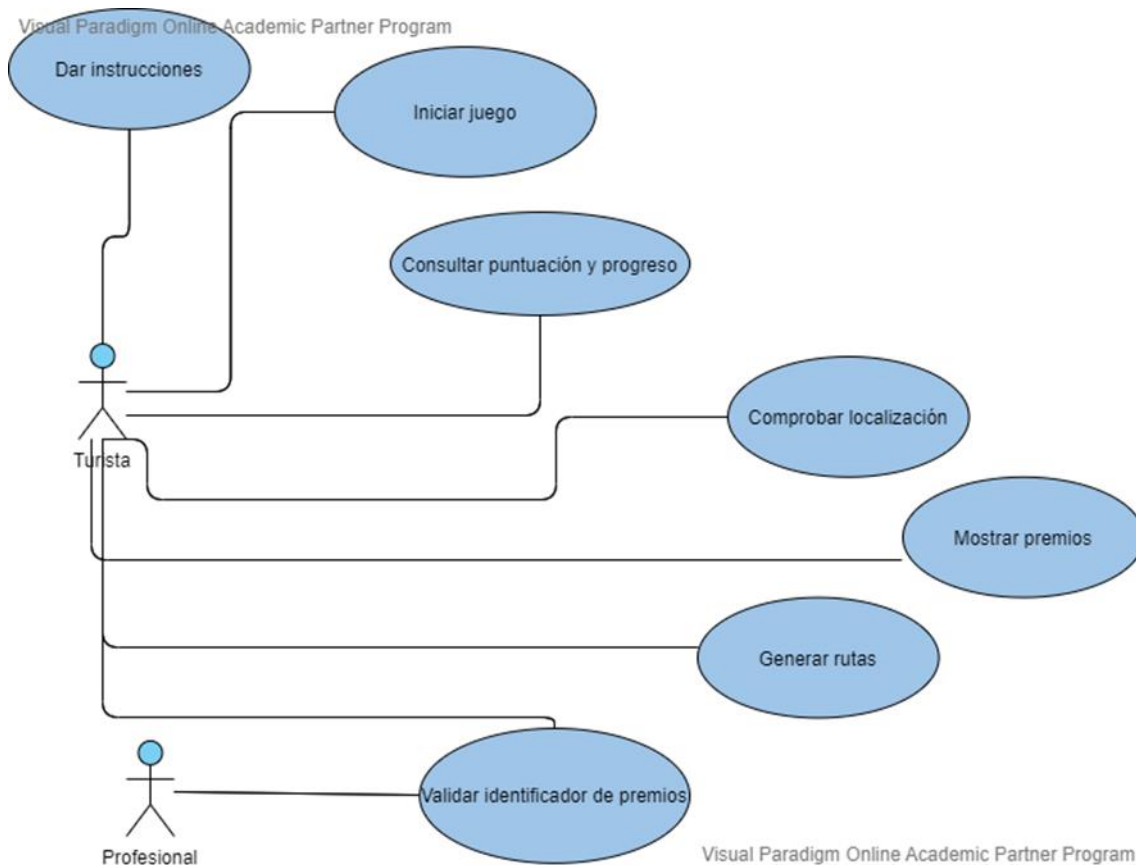 Visual Paradigm Online Academic Partner Program
Dar instrucciones
Iniciar juego
Consultar puntuación y progreso
Comprobar localización
Turista
Mostrar premios
Generar rutas
Validar identificador de premios
Profesional
Visual Paradigm Online Academic Partner Program